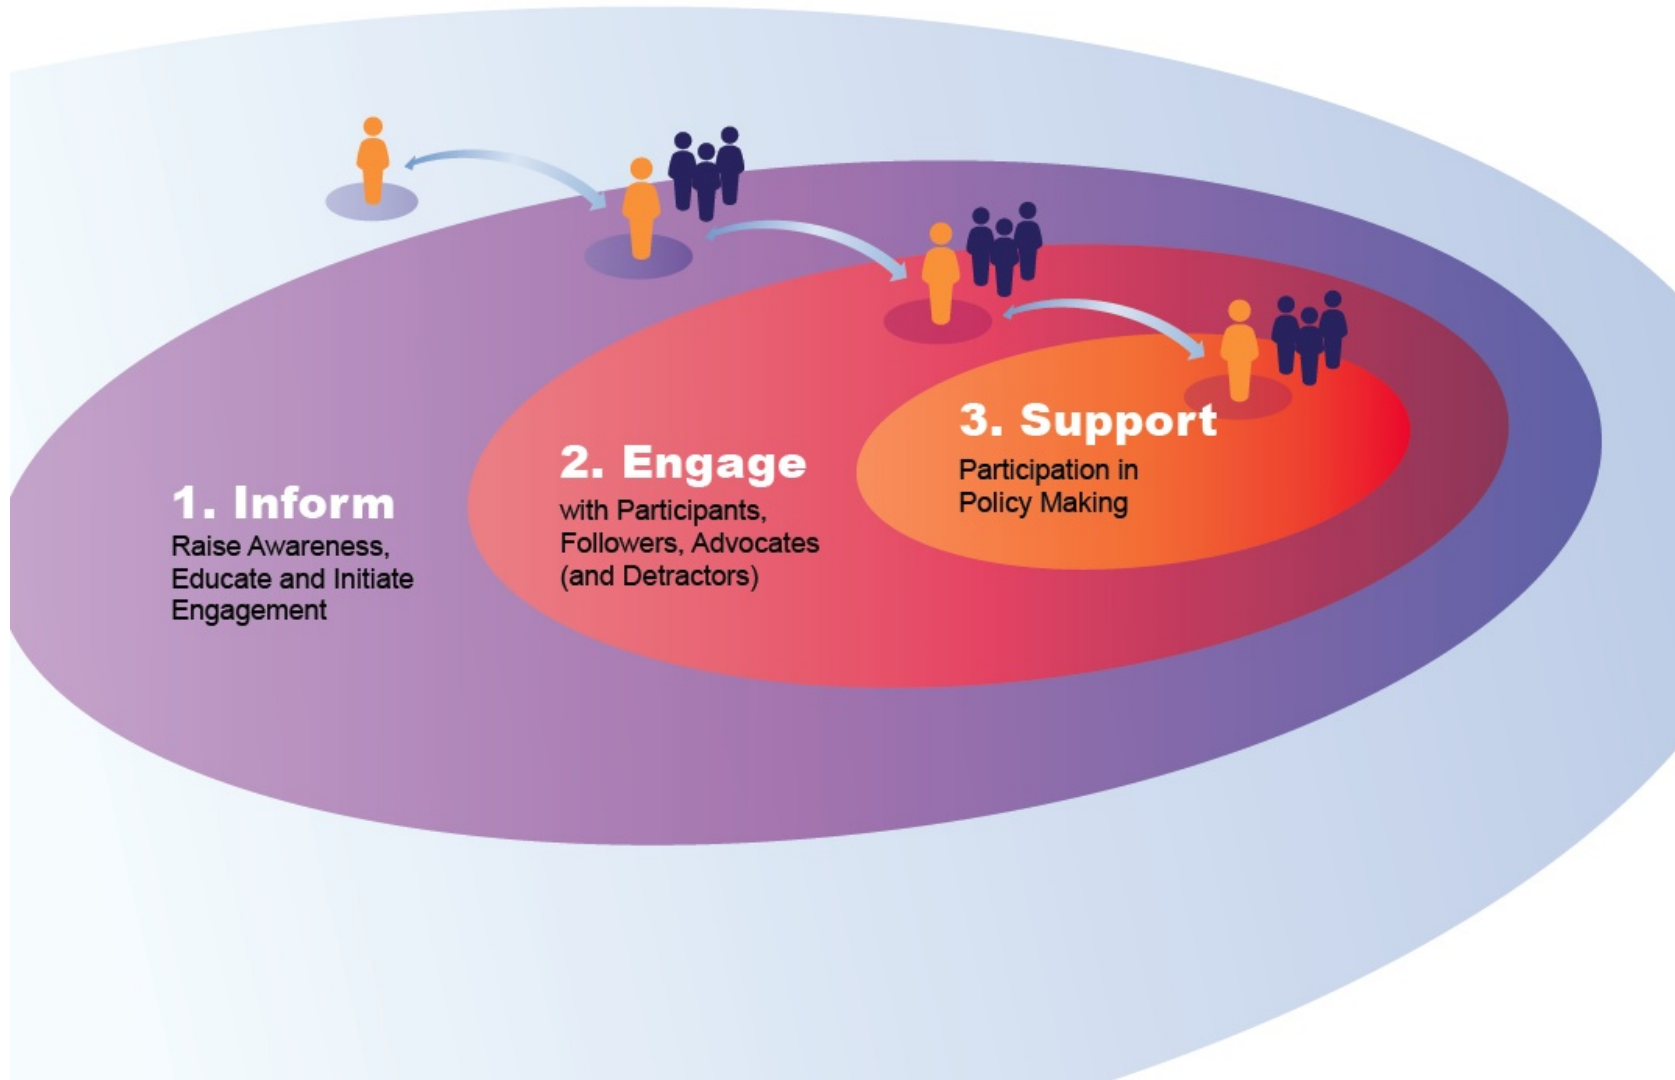 1. Inform
Raise Awareness,
Educate and Initiate
Engagement
2. Engage
with Participants,
Followers, Advocates
(and Detractors)
3. Support
Participation in
Policy Making